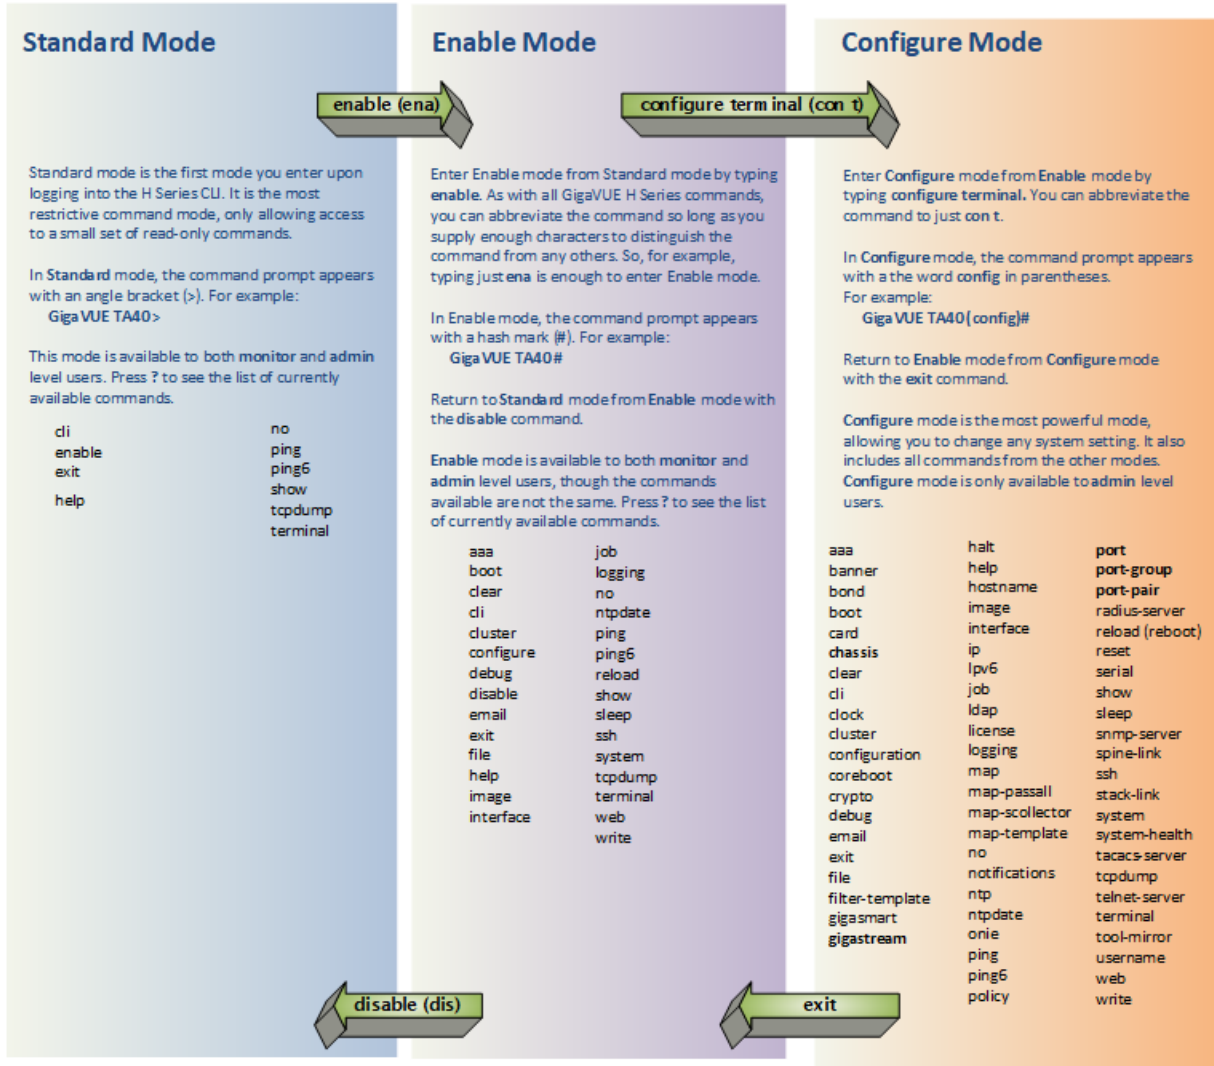 Standard Mode
enable (ena)
Standard mode is the first mode you enter upon
logging into the H Series CLI. It is the most
restrictive command mode, only allowing access
to a small set of read-only commands.
In Standard mode, the command prompt appears
with an angle bracket (>). For example:
GigaVUE TA40>
This mode is available to both monitor and admin
level users. Press ? to see the list of currently
available commands.
cli
enable
exit
help
no
ping
ping6
show
tcpdump
terminal
disable (dis)
Enable Mode
configure terminal (con t)
Enter Enable mode from Standard mode by typing
enable. As with all GigaVUE H Series commands,
you can abbreviate the command so long as you
supply enough characters to distinguish the
command from any others. So, for example,
typing just ena is enough to enter Enable mode.
In Enable mode, the command prompt appears
with a hash mark (#). For example:
GigaVUE TA40#
Return to Standard mode from Enable mode with
the disable command.
Enable mode is available to both monitor and
admin level users, though the commands
available are not the same. Press ? to see the list
of currently available commands.
aaa
boot
clear
cli
cluster
configure
debug
disable
email
exit
file
help
image
interface
job
logging
no
ntpdate
ping
ping6
reload
show
sleep
ssh
system
tcpdump
terminal
web
write
exit
Configure Mode
Enter Configure mode from Enable mode by
typing configure terminal. You can abbreviate the
command to just con t.
In Configure mode, the command prompt appears
with a the word config in parentheses.
For example:
GigaVUE TA40(config)#
Return to Enable mode from Configure mode
with the exit command.
Configure mode is the most powerful mode,
allowing you to change any system setting. It also
includes all commands from the other modes.
Configure mode is only available to admin level
users.
aaa
banner
bond
boot
card
chassis
clear
cli
clock
cluster
configuration
coreboot
crypto
debug
email
exit
file
filter-template
gigasmart
gigastream
halt
help
hostname
image
interface
ip
Ipv6
job
ldap
license
logging
map
map-passall
map-scollector
map-template
no
notifications
ntp
ntpdate
onie
ping
ping6
policy
port
port-group
port-pair
radius-server
reload (reboot)
reset
serial
show
sleep
snmp-server
spine-link
ssh
stack-link
system
system-health
tacacs-server
tcpdump
telnet-server
terminal
tool-mirror
username
web
write